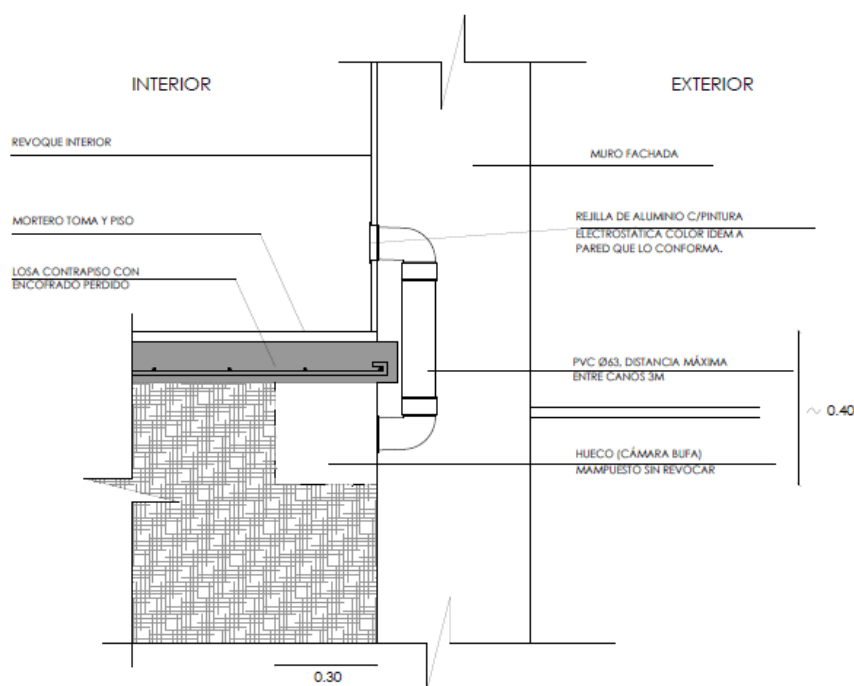 INTERIOR
EXTERIOR
REVOQUE INTERIOR
MURO FACHADA
MORTERO TOMA Y PISO
REJILLA DE ALUMINIO C/PINTURA
ELECTROSTATICA COLOR IDEM A
PARED QUE LO CONFORMA.
LOSA CONTRAPISO CON
ENCOFRADO PERDIDO
PVC Ø63, DISTANCIA MÁXIMA
ENTRE CANOS 3M
~ 0.40
HUECO (CÁMARA BUFA)
MAMPUESTO SIN REVOCAR
0.30